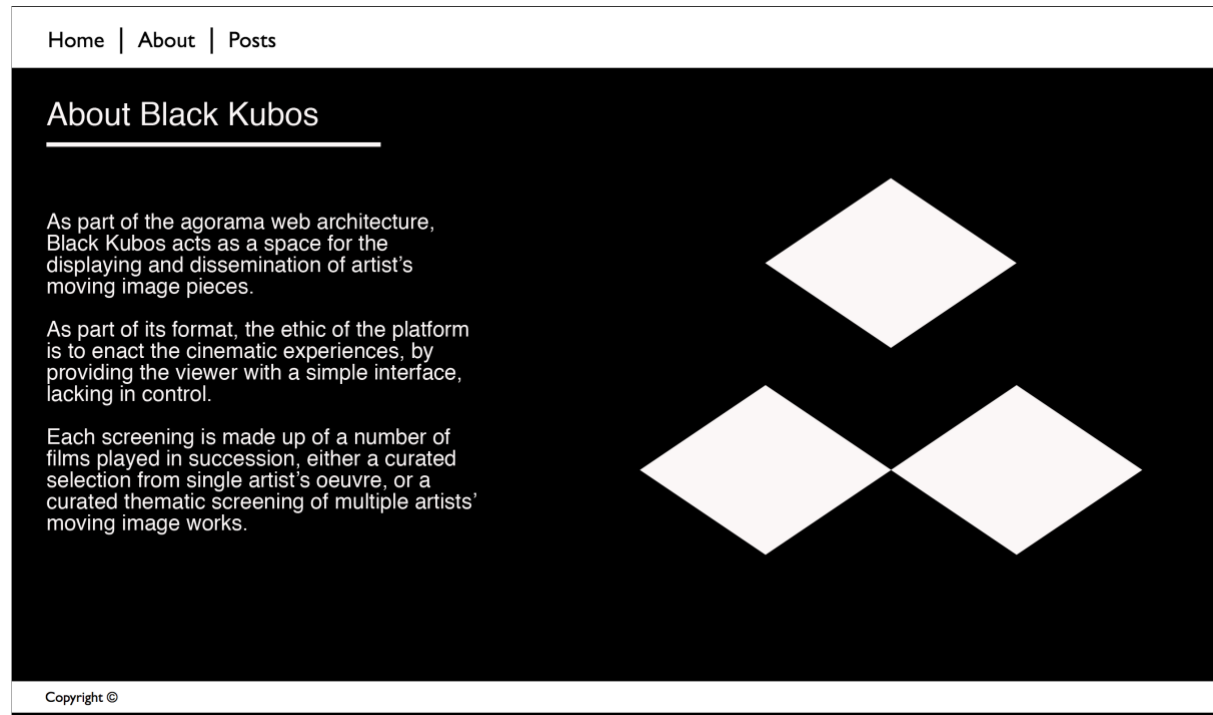 Home | About | Posts
About Black Kubos
As part of the agorama web architecture,
Black Kubos acts as a space for the
displaying and dissemination of artist’s
moving image pieces.
As part of its format, the ethic of the platform
is to enact the cinematic experiences, by
providing the viewer with a simple interface,
lacking in control.
Each screening is made up of a number of
films played in succession, either a curated
selection from single artist’s oeuvre, or a
curated thematic screening of multiple artists’
moving image works.
Copyright ©